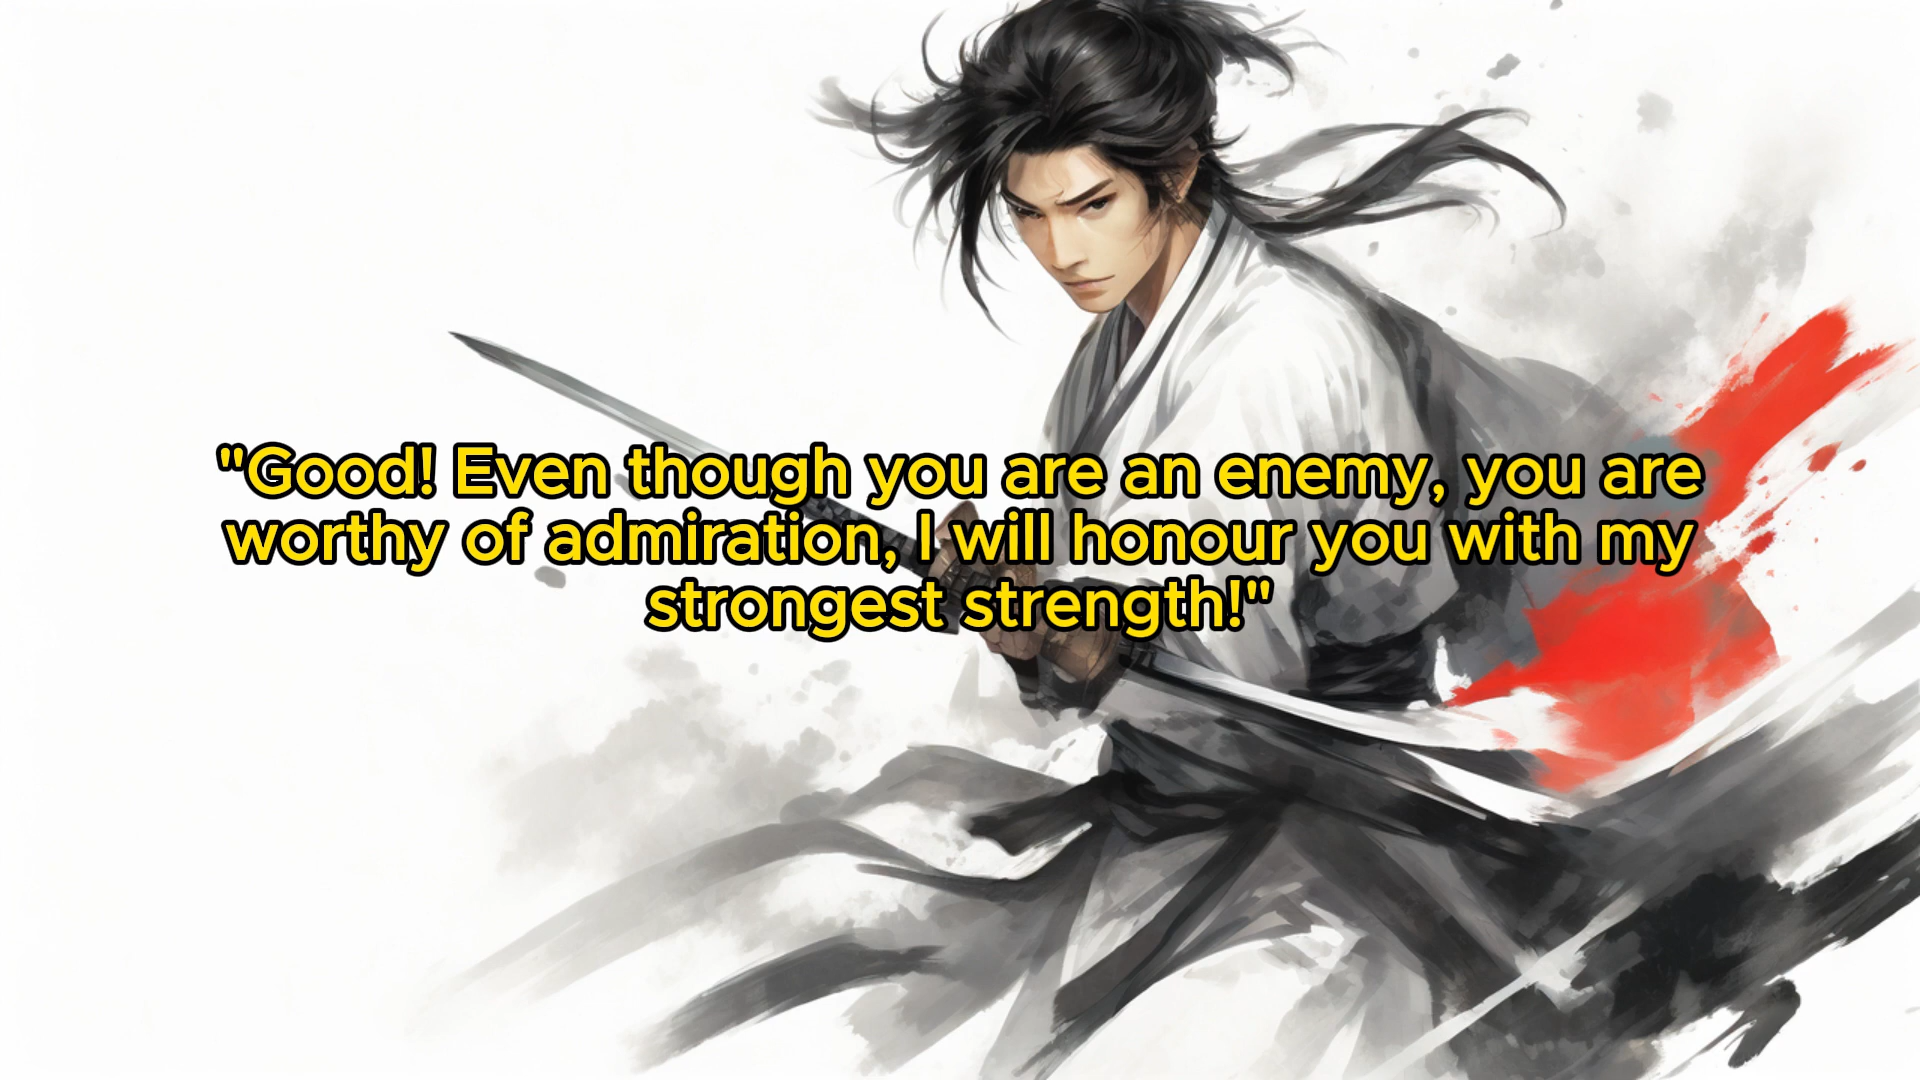 "Good! Even though you are an enemy, you are
worthy of admiration, I will honour you with my
strongest strength!"